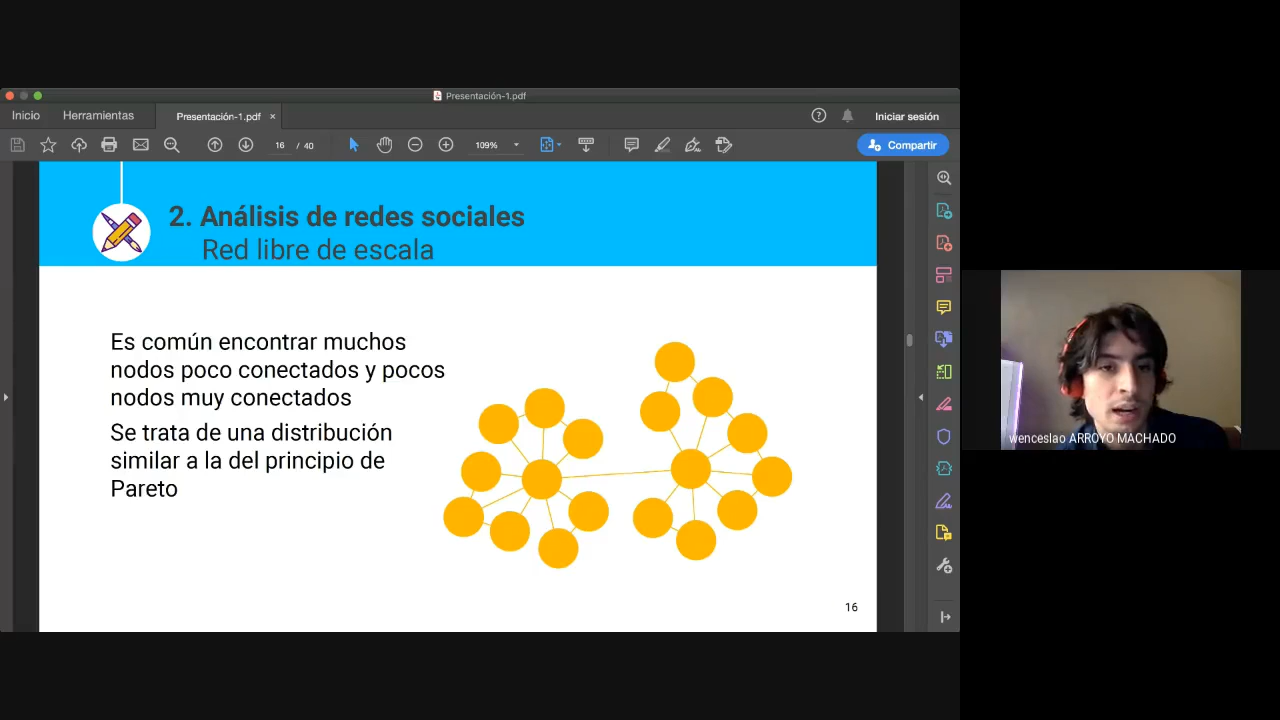 Presentación-1.pdf
Inicio
Herramientas
Presentación-1.pdf ×
Iniciar sesión
16 / 40
109%
Compartir
2. Análisis de redes sociales
Red libre de escala
Es común encontrar muchos
nodos poco conectados y pocos
nodos muy conectados
Se trata de una distribución
similar a la del principio de
Pareto
16
wenceslao ARROYO MACHADO